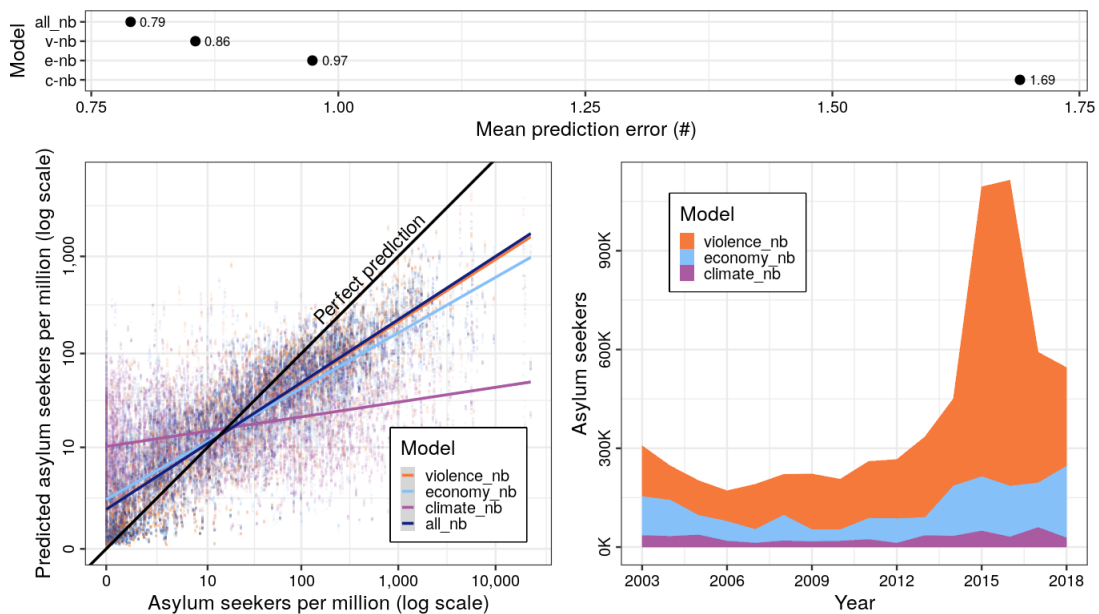 Model
all_nb
0.79
v-nb
0.86
e-nb
0.97
c-nb
1.69
0.75
1.00
1.25
1.50
1.75
Mean prediction error (#)
Predicted asylum seekers per million (log scale)
1,000
100
10
0
Perfect prediction
Model
violence_nb
economy_nb
climate_nb
all_nb
0
10
100
1,000
10,000
Asylum seekers per million (log scale)
Asylum seekers
900K
600K
300K
0K
Model
violence_nb
economy_nb
climate_nb
2003
2006
2009
2012
2015
2018
Year